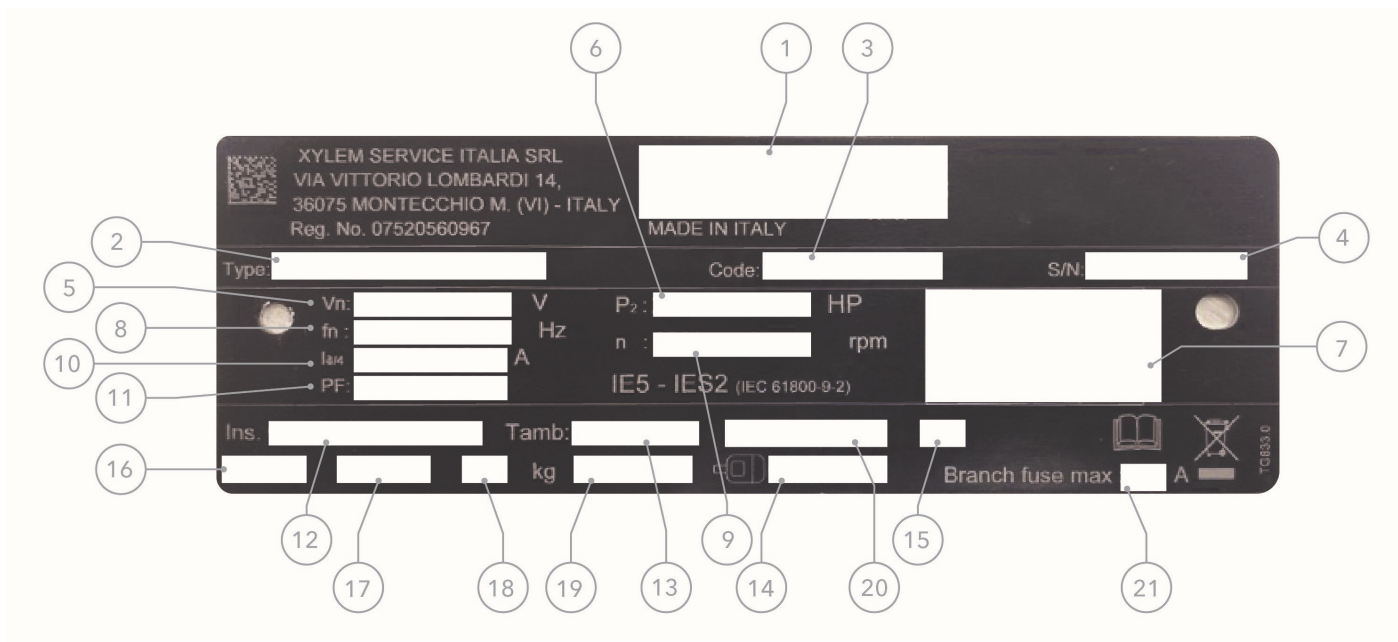 6 1 3
XYLEM SERVICE ITALIA SRL
VIA VITTORIO LOMBARDI 14,
36075 MONTECCHIO M. (VI) - ITALY
Reg. No. 07520560967
MADE IN ITALY
2
4
Type: Code: S/N:
5
Vn: V P2 : HP
8
fn : Hz
n : rpm
7
10
A
11
PF: IE5 - IES2 (IEC 61800-9-2)
Ins. Tamb:
TG833.0
16
kg Branch fuse max A
12 9 15
17 18 19 13 14 20 21